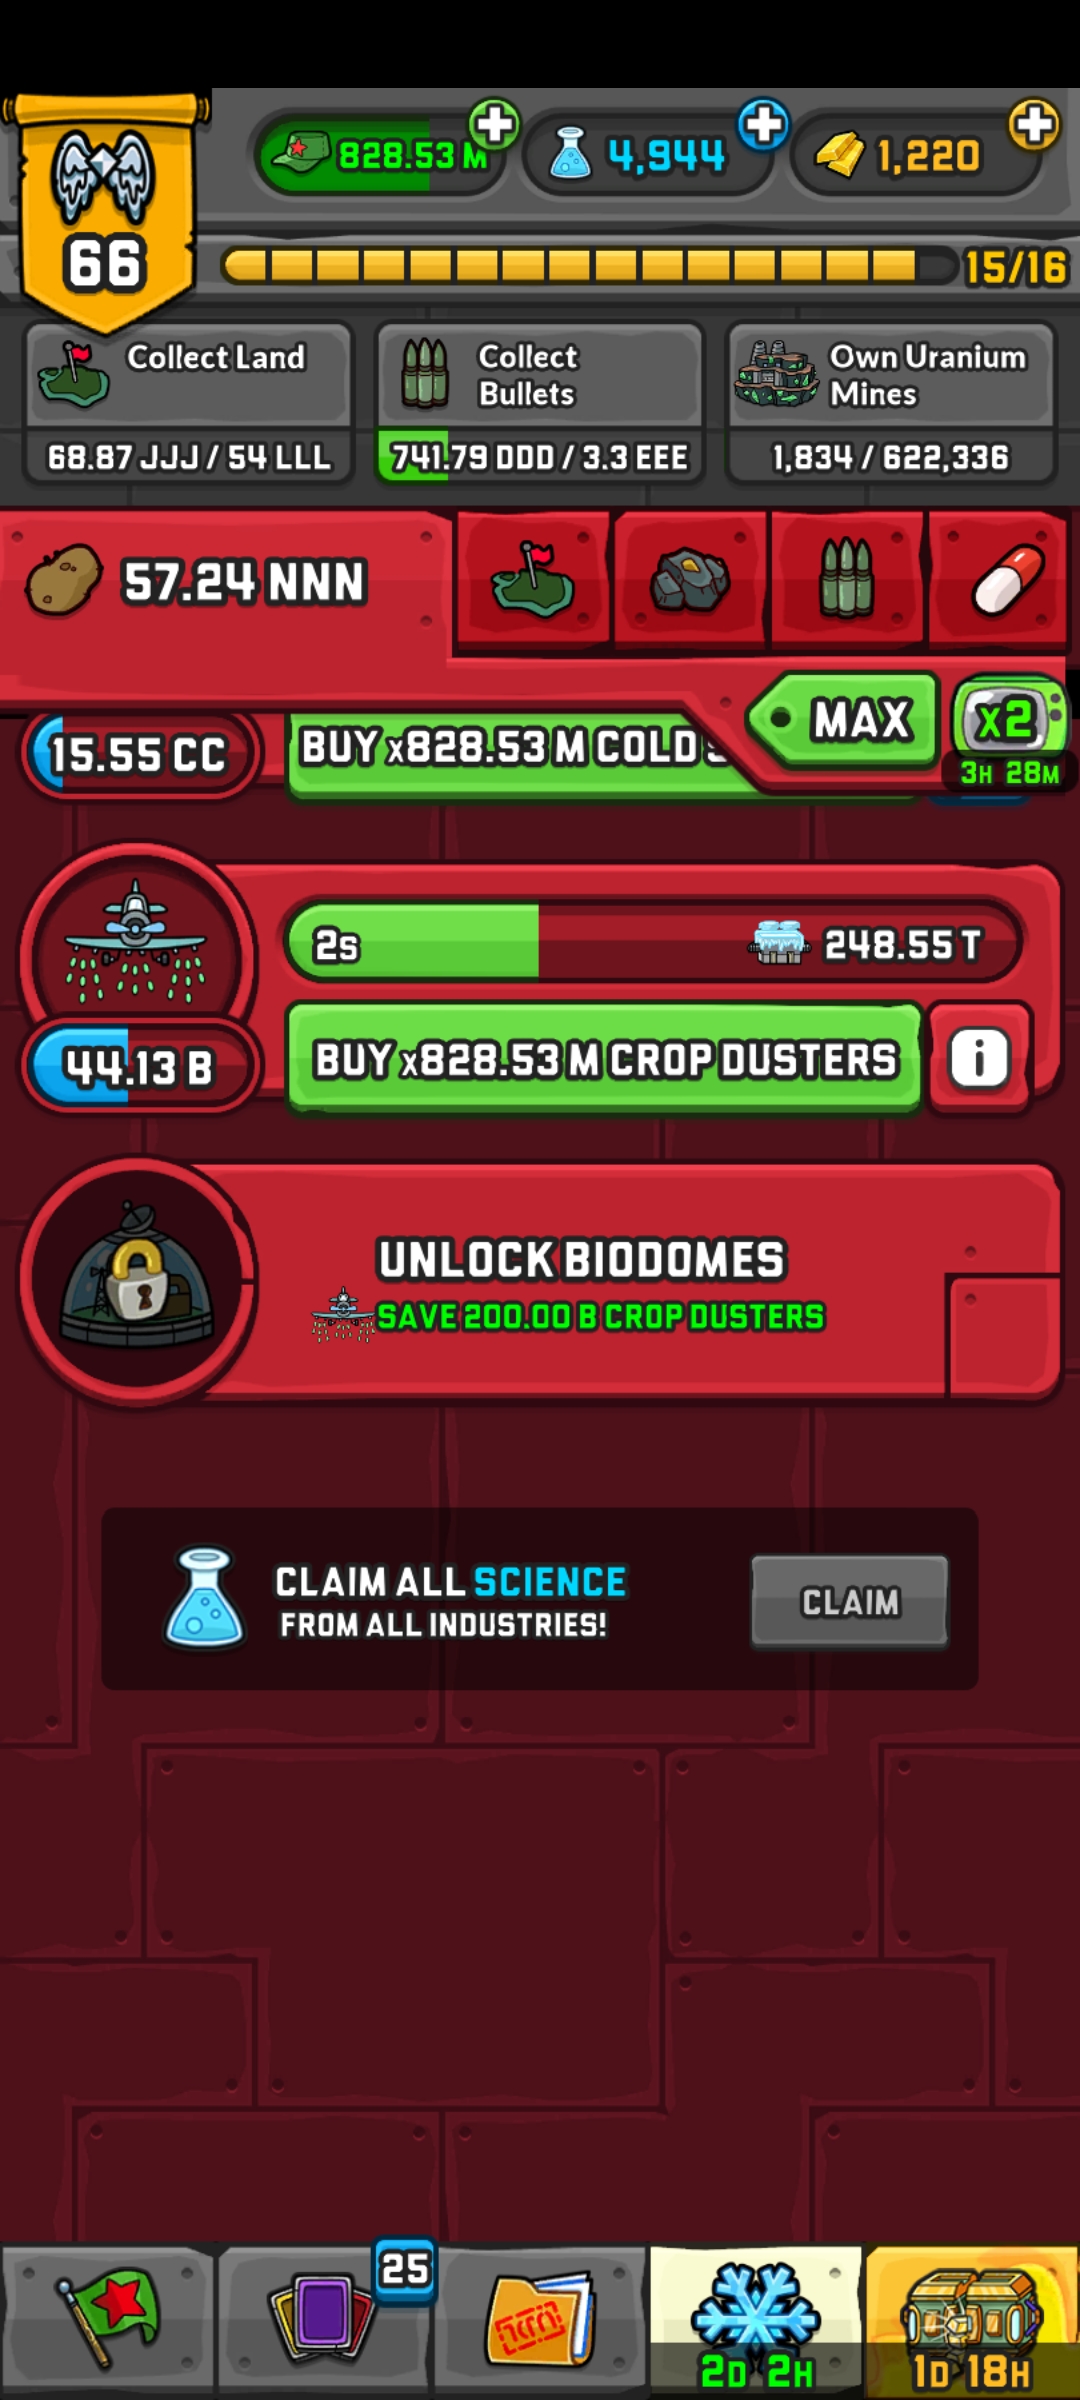 828.53 M
4,944
1,220
66
15/16
Collect Land
68.87 JJJ / 54 LLL
Collect
Bullets
741.79 DDD / 3.3 EEE
Own Uranium
Mines
1,834 / 622,336
57.24 NNN
MAX
x2
3H 28M
15.55 CC
BUY x828.53 M COLD
2s
248.55 T
44.13 B
BUY x828.53 M CROP DUSTERS
i
UNLOCK BIODOMES
SAVE 200.00 B CROP DUSTERS
CLAIM ALL SCIENCE
FROM ALL INDUSTRIES!
CLAIM
25
2D 2H
1D 18H